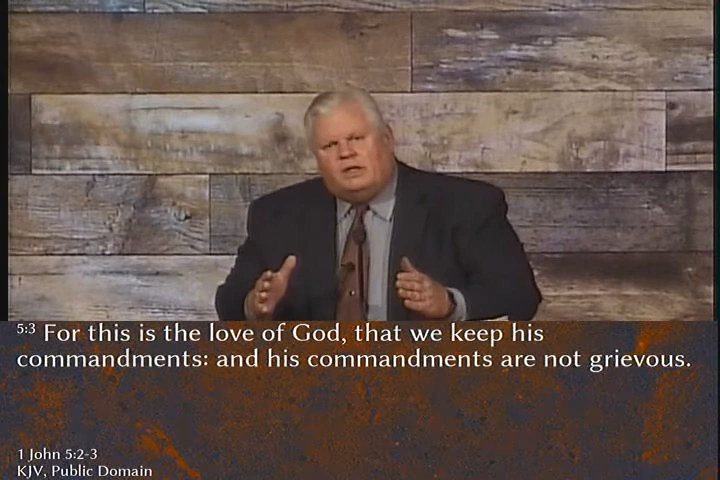 5:3 For this is the love of God, that we keep his
commandments: and his commandments are not grievous.
1 John 5:2-3
KJV, Public Domain